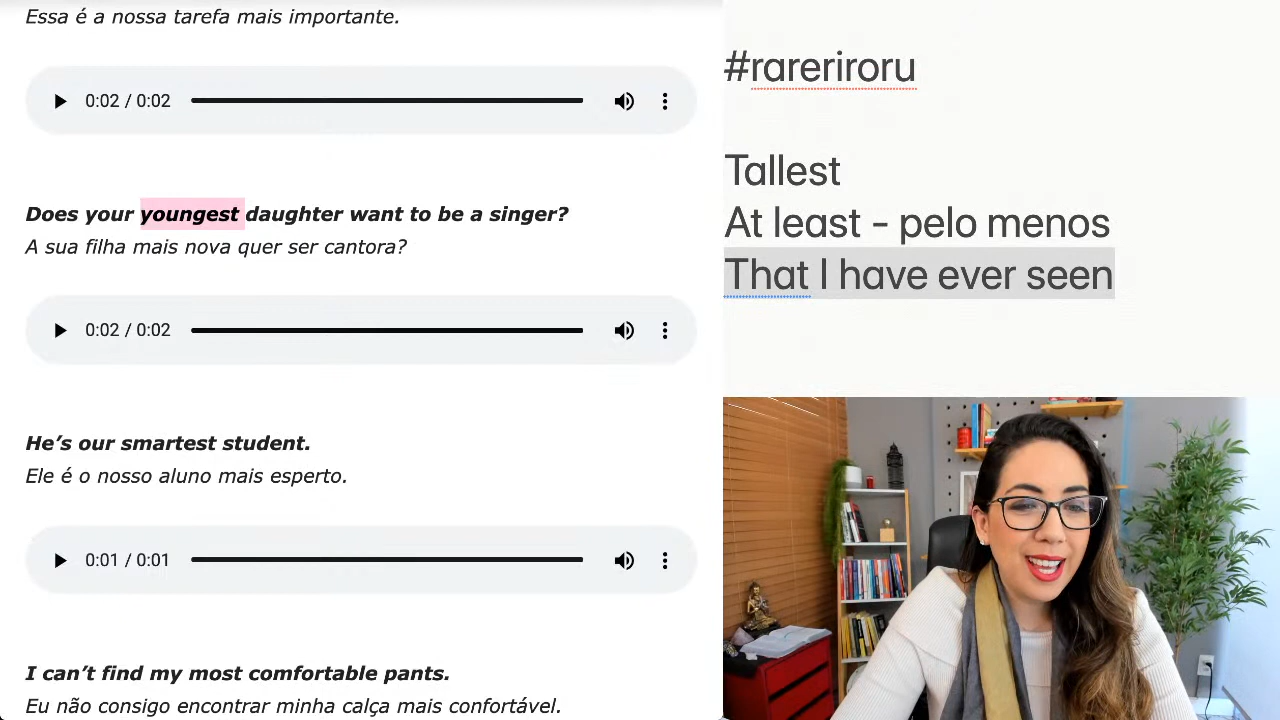 Essa é a nossa tarefa mais importante.
0:02 / 0:02
Does your youngest daughter want to be a singer?
A sua filha mais nova quer ser cantora?
0:02 / 0:02
He’s our smartest student.
Ele é o nosso aluno mais esperto.
0:01 / 0:01
I can’t find my most comfortable pants.
Eu não consigo encontrar minha calça mais confortável.
#rareriroru
Tallest
At least - pelo menos
That I have ever seen